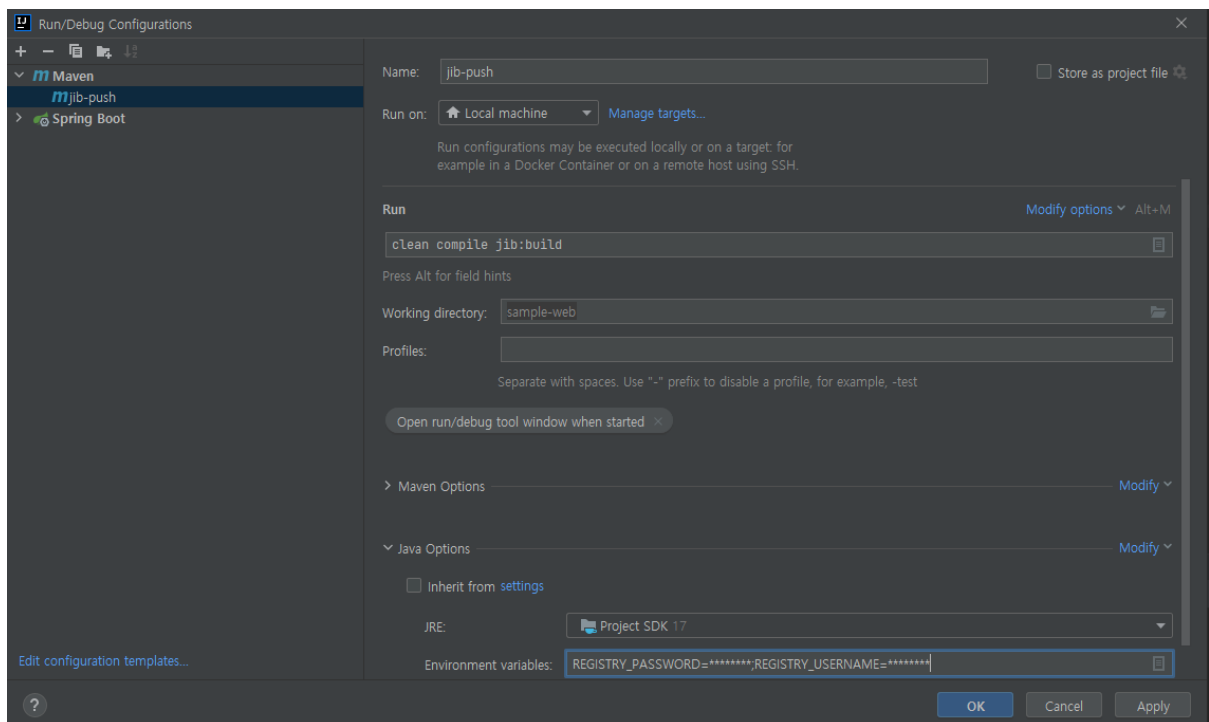 Run/Debug Configurations
Maven
jib-push
Spring Boot
Edit configuration templates...
Name: jib-push Store as project file
Run on: Local machine Manage targets...
Run configurations may be executed locally or on a target: for
example in a Docker Container or on a remote host using SSH.
Run Modify options Alt+M
clean compile jib:build
Press Alt for field hints
Working directory: sample-web
Profiles:
Separate with spaces. Use "-" prefix to disable a profile, for example, -test
Open run/debug tool window when started
Maven Options Modify
Java Options Modify
Inherit from settings
JRE: Project SDK 17
Environment variables: REGISTRY_PASSWORD=********;REGISTRY_USERNAME=********
? OK Cancel Apply